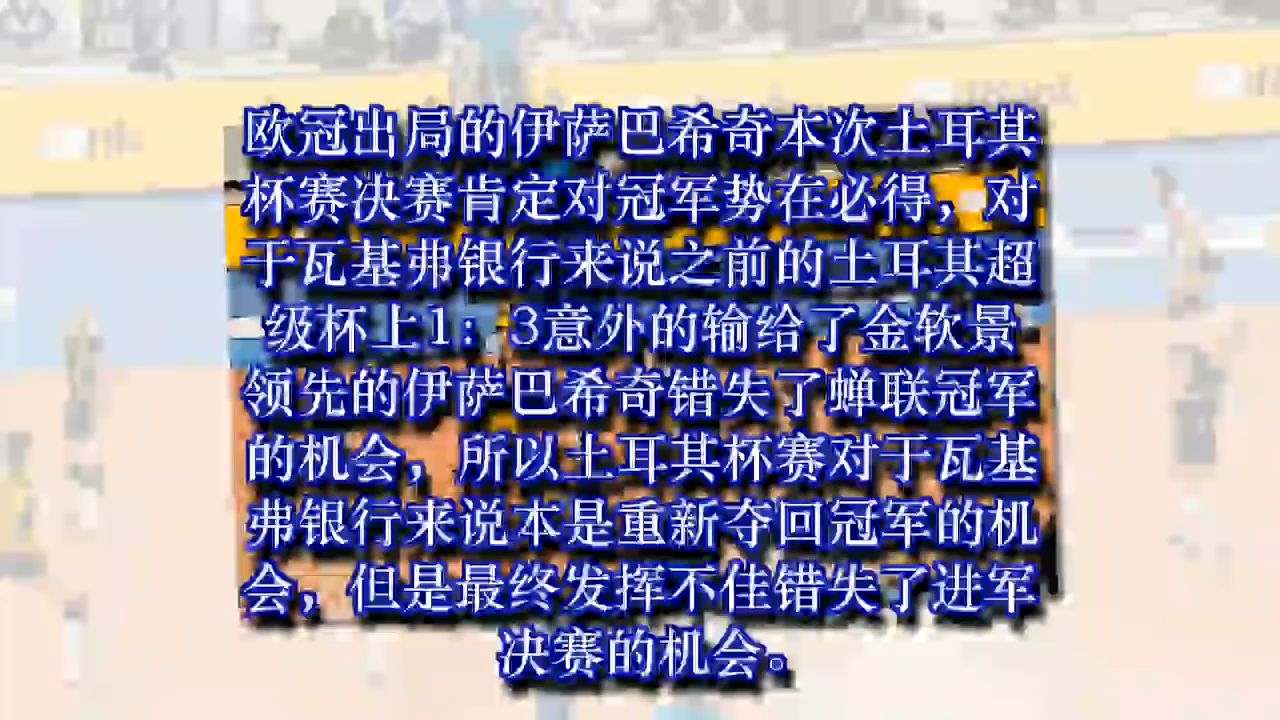 欧冠出局的伊萨巴希奇本次土耳其
杯赛决赛肯定对冠军势在必得，对
于瓦基弗银行来说之前的土耳其超
级杯上1：3意外的输给了金软景
领先的伊萨巴希奇错失了蝉联冠军
的机会，所以土耳其杯赛对于瓦基
弗银行来说本是重新夺回冠军的机
会，但是最终发挥不佳错失了进军
决赛的机会。